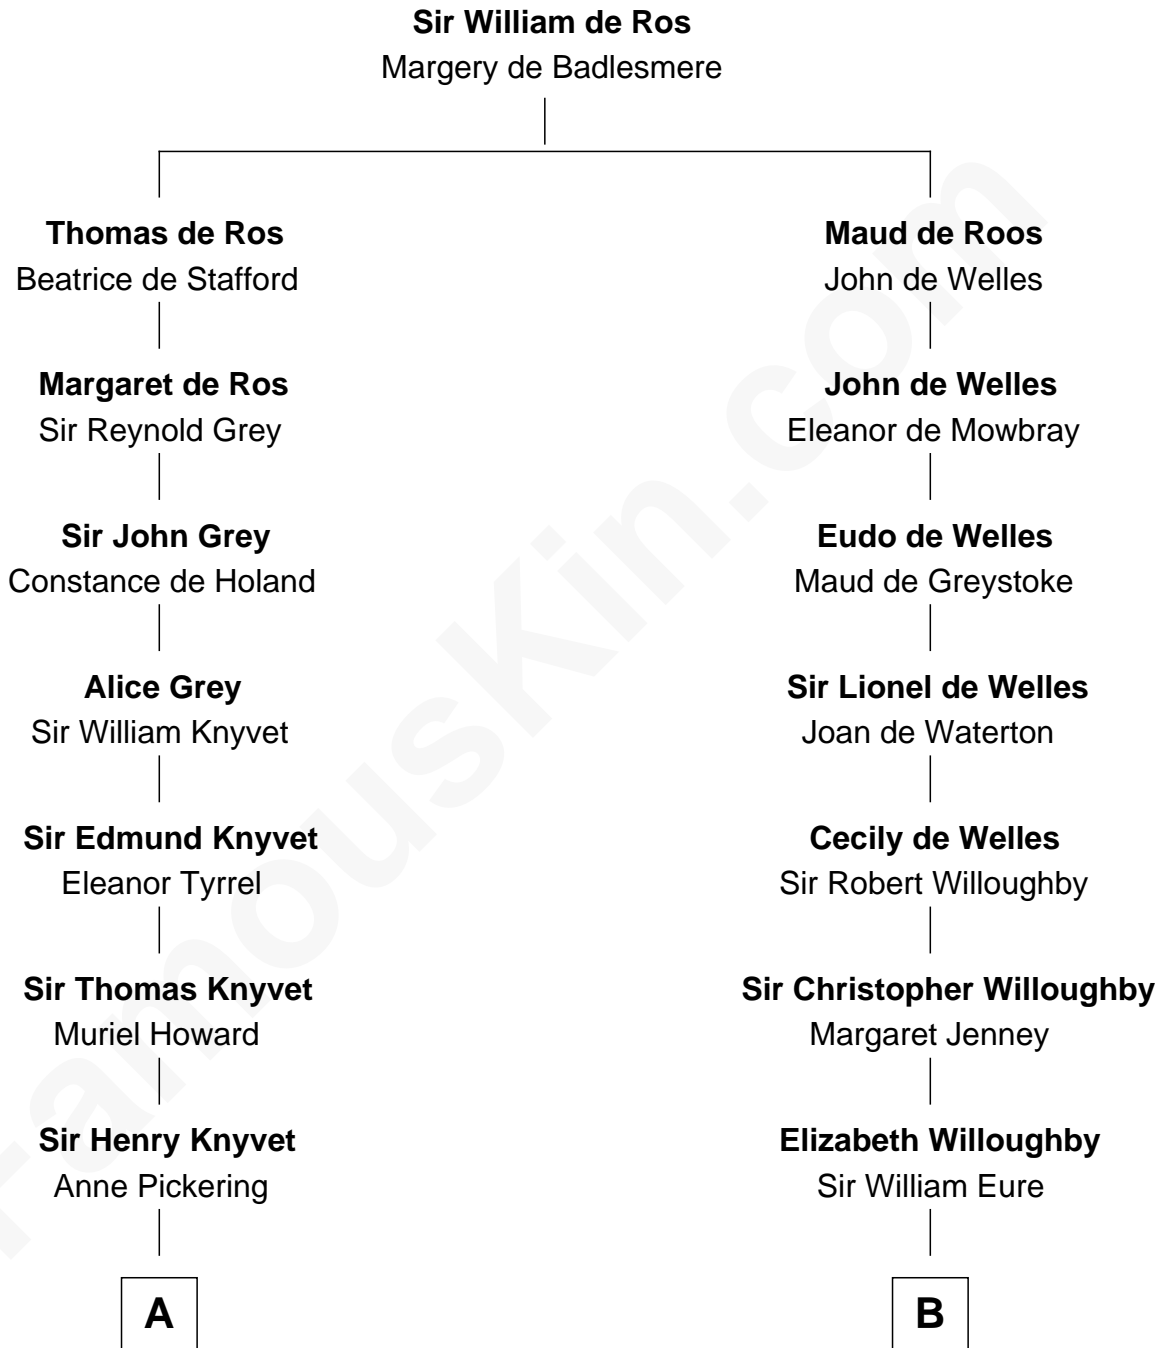 Sir William de Ros
Margery de Badlesmere
Thomas de Ros
Beatrice de Stafford
Maud de Roos
John de Welles
Margaret de Ros
Sir Reynold Grey
John de Welles
Eleanor de Mowbray
Sir John Grey
Constance de Holand
Eudo de Welles
Maud de Greystoke
Alice Grey
Sir William Knyvet
Sir Lionel de Welles
Joan de Waterton
Sir Edmund Knyvet
Eleanor Tyrrel
Cecily de Welles
Sir Robert Willoughby
Sir Thomas Knyvet
Muriel Howard
Sir Christopher Willoughby
Margaret Jenney
Sir Henry Knyvet
Anne Pickering
Elizabeth Willoughby
Sir William Eure
A
B
FamousKin.com